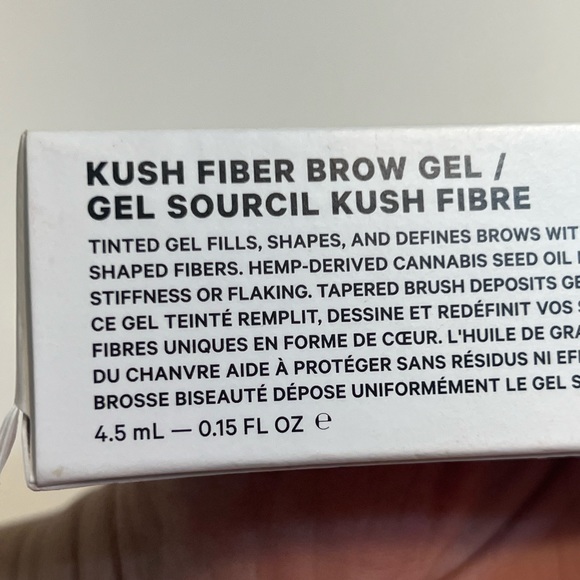 KUSH FIBER BROW GEL /
GEL SOURCIL KUSH FIBRE
TINTED GEL FILLS, SHAPES, AND DEFINES BROWS
SHAPED FIBERS. HEMP-DERIVED CANNABIS SEED OIL
STIFFNESS OR FLAKING. TAPERED BRUSH DEPOSITS
CE GEL TEINTÉ REMPLIT, DESSINE ET REDÉFINIT VOS
FIBRES UNIQUES EN FORME DE CŒUR. L'HUILE DE
DU CHANVRE AIDE À PROTÉGER SANS RÉSIDUS NI
BROSSE BISEAUTÉ DÉPOSE UNIFORMÉMENT LE GEL
4.5 mL — 0.15 FL OZ ℮